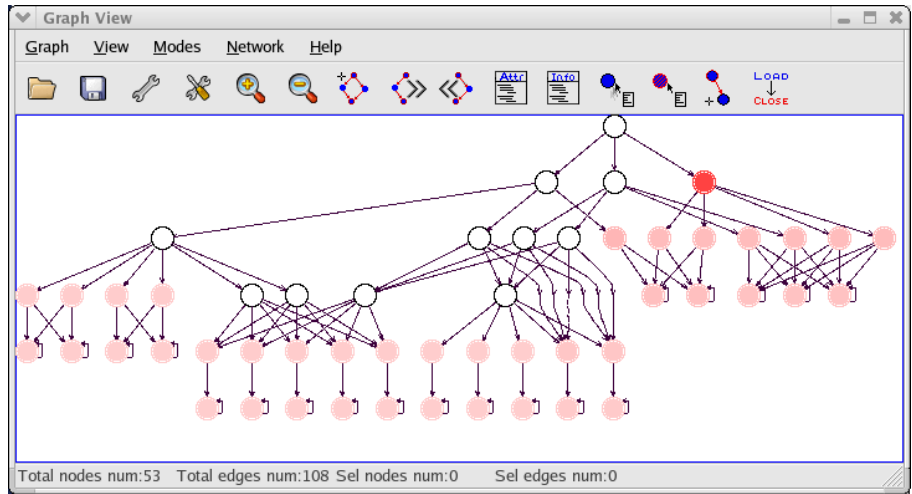 Graph View
Graph View Modes Network Help
Attr Info LOAD
CLOSE
Total nodes num:53 Total edges num:108 Sel nodes num:0 Sel edges num:0